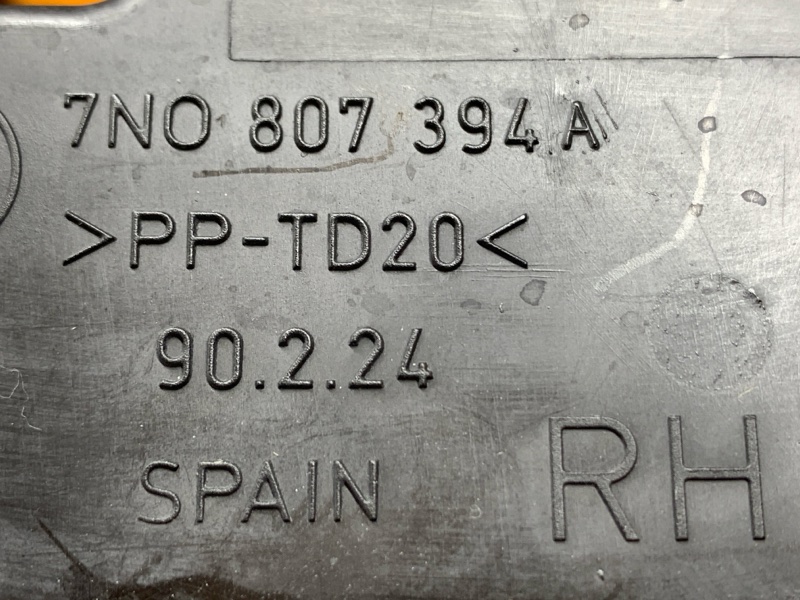 7N0 807 394 A
>PP-TD20<
90.2.24
SPAIN
RH